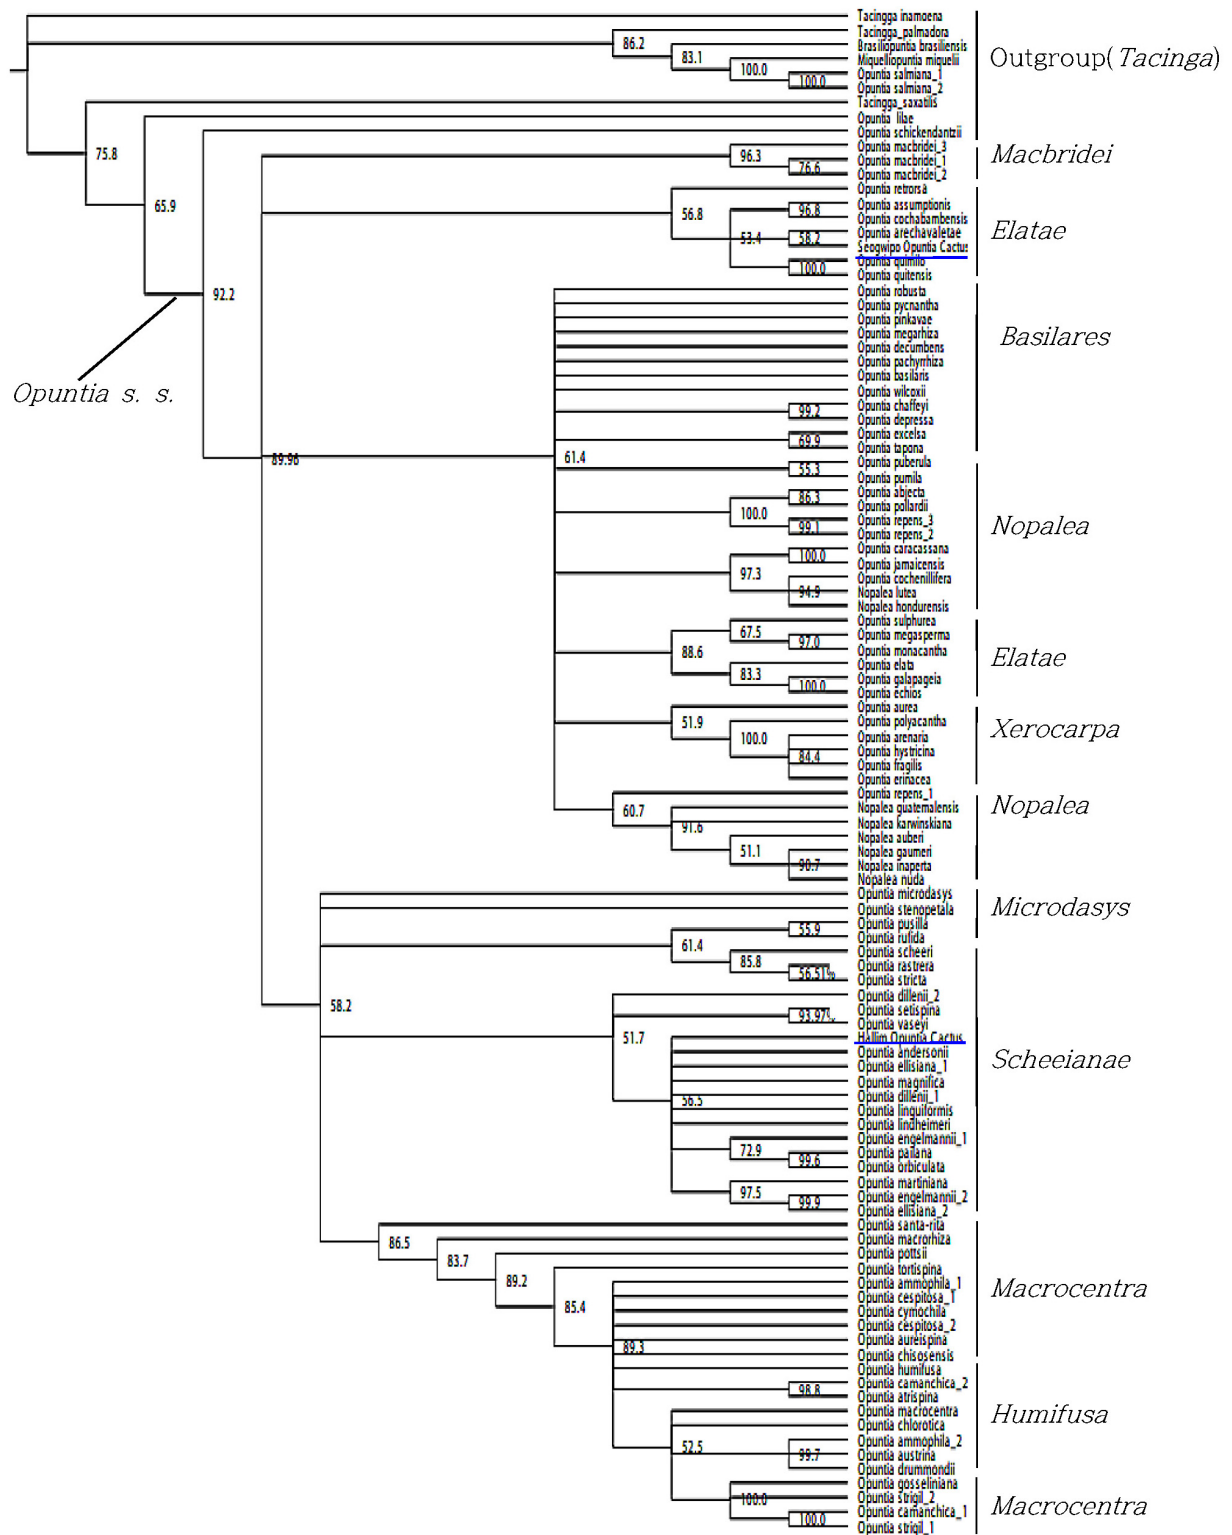 Tacingga inamoena
Tacingga_palmadora
Brasiliopuntia brasiliensis
Miquelliopuntia miquelii
Opuntia salmiana_1
Opuntia salmiana_2
Tacingga_saxatilis
Opuntia lilae
Opuntia schickendantzii
Opuntia macbridei_3
Opuntia macbridei_1
Opuntia macbridei_2
Opuntia retrorsa
Opuntia assumptionis
Opuntia cochabambensis
Opuntia arechavaletae
Seogwipo Opuntia Cactus
Opuntia quimilo
Opuntia quitensis
Opuntia robusta
Opuntia pycnantha
Opuntia pinkavae
Opuntia megarhiza
Opuntia decumbens
Opuntia pachyrrhiza
Opuntia basilaris
Opuntia wilcoxii
Opuntia chaffeyi
Opuntia depressa
Opuntia excelsa
Opuntia tapona
Opuntia puberula
Opuntia pumila
Opuntia abjecta
Opuntia pollardii
Opuntia repens_3
Opuntia repens_2
Opuntia caracassana
Opuntia jamaicensis
Opuntia cochenillifera
Nopalea lutea
Nopalea hondurensis
Opuntia sulphurea
Opuntia megasperma
Opuntia monacantha
Opuntia elata
Opuntia galapageia
Opuntia echios
Opuntia aurea
Opuntia polyacantha
Opuntia arenaria
Opuntia hystricina
Opuntia fragilis
Opuntia erinacea
Opuntia repens_1
Nopalea guatemalensis
Nopalea karwinskiana
Nopalea auberi
Nopalea gaumeri
Nopalea inaperta
Nopalea nuda
Opuntia microdasys
Opuntia stenopetala
Opuntia pusilla
Opuntia rufida
Opuntia scheeri
Opuntia rastrera
Opuntia stricta
Opuntia dillenii_2
Opuntia setispina
Opuntia vaseyi
Hallim Opuntia Cactus
Opuntia andersonii
Opuntia ellisiana_1
Opuntia magnifica
Opuntia dillenii_1
Opuntia linguiformis
Opuntia lindheimeri
Opuntia engelmannii_1
Opuntia pailana
Opuntia orbiculata
Opuntia martiniana
Opuntia engelmannii_2
Opuntia ellisiana_2
Opuntia santa-rita
Opuntia macrorhiza
Opuntia pottsii
Opuntia tortispina
Opuntia ammophila_1
Opuntia cespitosa_1
Opuntia cymochila
Opuntia cespitosa_2
Opuntia aureispina
Opuntia chisosensis
Opuntia humifusa
Opuntia camanchica_2
Opuntia atrispina
Opuntia macrocentra
Opuntia chlorotica
Opuntia ammophila_2
Opuntia austrina
Opuntia drummondii
Opuntia gosseliniana
Opuntia strigil_2
Opuntia camanchica_1
Opuntia strigil_1
Outgroup(Tacinga)
Macbridei
Elatae
Basilares
Nopalea
Elatae
Xerocarpa
Nopalea
Microdasys
Scheeianae
Macrocentra
Humifusa
Macrocentra
Opuntia s. s.
86.2
83.1
100.0
100.0
75.8
65.9
92.2
96.3
76.6
56.8
96.8
53.4
58.2
100.0
89.96
61.4
99.2
69.9
55.3
86.3
100.0
99.1
100.0
97.3
94.9
67.5
97.0
88.6
83.3
100.0
51.9
100.0
84.4
60.7
91.6
51.1
90.7
58.2
55.9
61.4
85.8
56.51%
93.97%
51.7
56.5
72.9
99.6
97.5
99.9
86.5
83.7
89.2
85.4
89.3
98.8
52.5
99.7
100.0
100.0